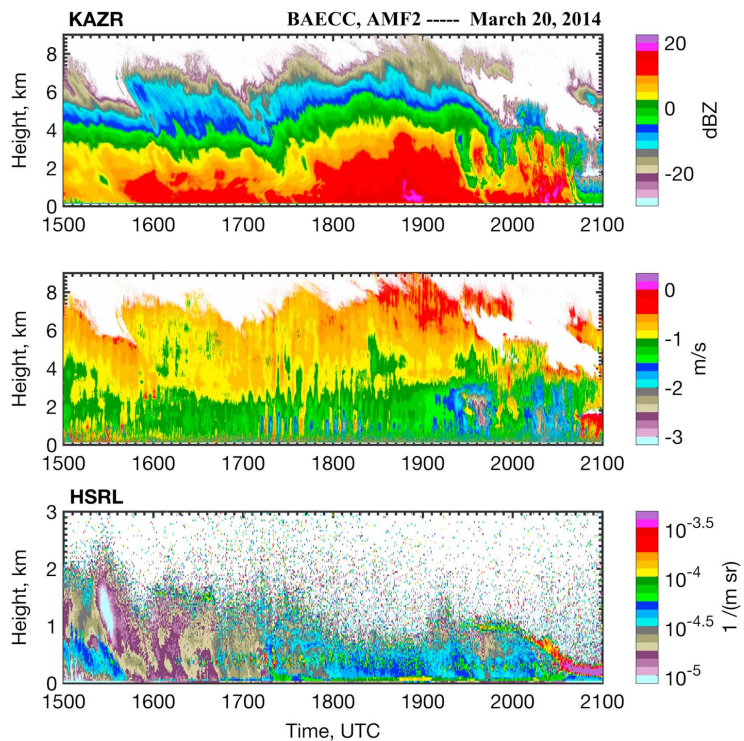 KAZR BAECC, AMF2 ----- March 20, 2014
Height, km
8
6
4
2
0
1500 1600 1700 1800 1900 2000 2100
20
0
-20
dBZ
Height, km
8
6
4
2
0
1500 1600 1700 1800 1900 2000 2100
0
-1
-2
-3
m/s
HSRL
Height, km
3
2
1
0
1500 1600 1700 1800 1900 2000 2100
Time, UTC
10-3.5
10-4
10-4.5
10-5
1 /(m sr)